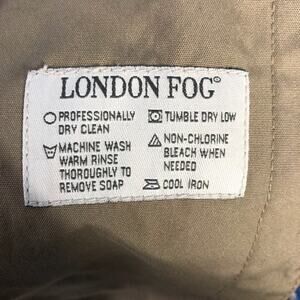 LONDON FOG®
PROFESSIONALLY
DRY CLEAN
MACHINE WASH
WARM RINSE
THOROUGHLY TO
REMOVE SOAP
TUMBLE DRY LOW
NON-CHLORINE
BLEACH WHEN
NEEDED
COOL IRON